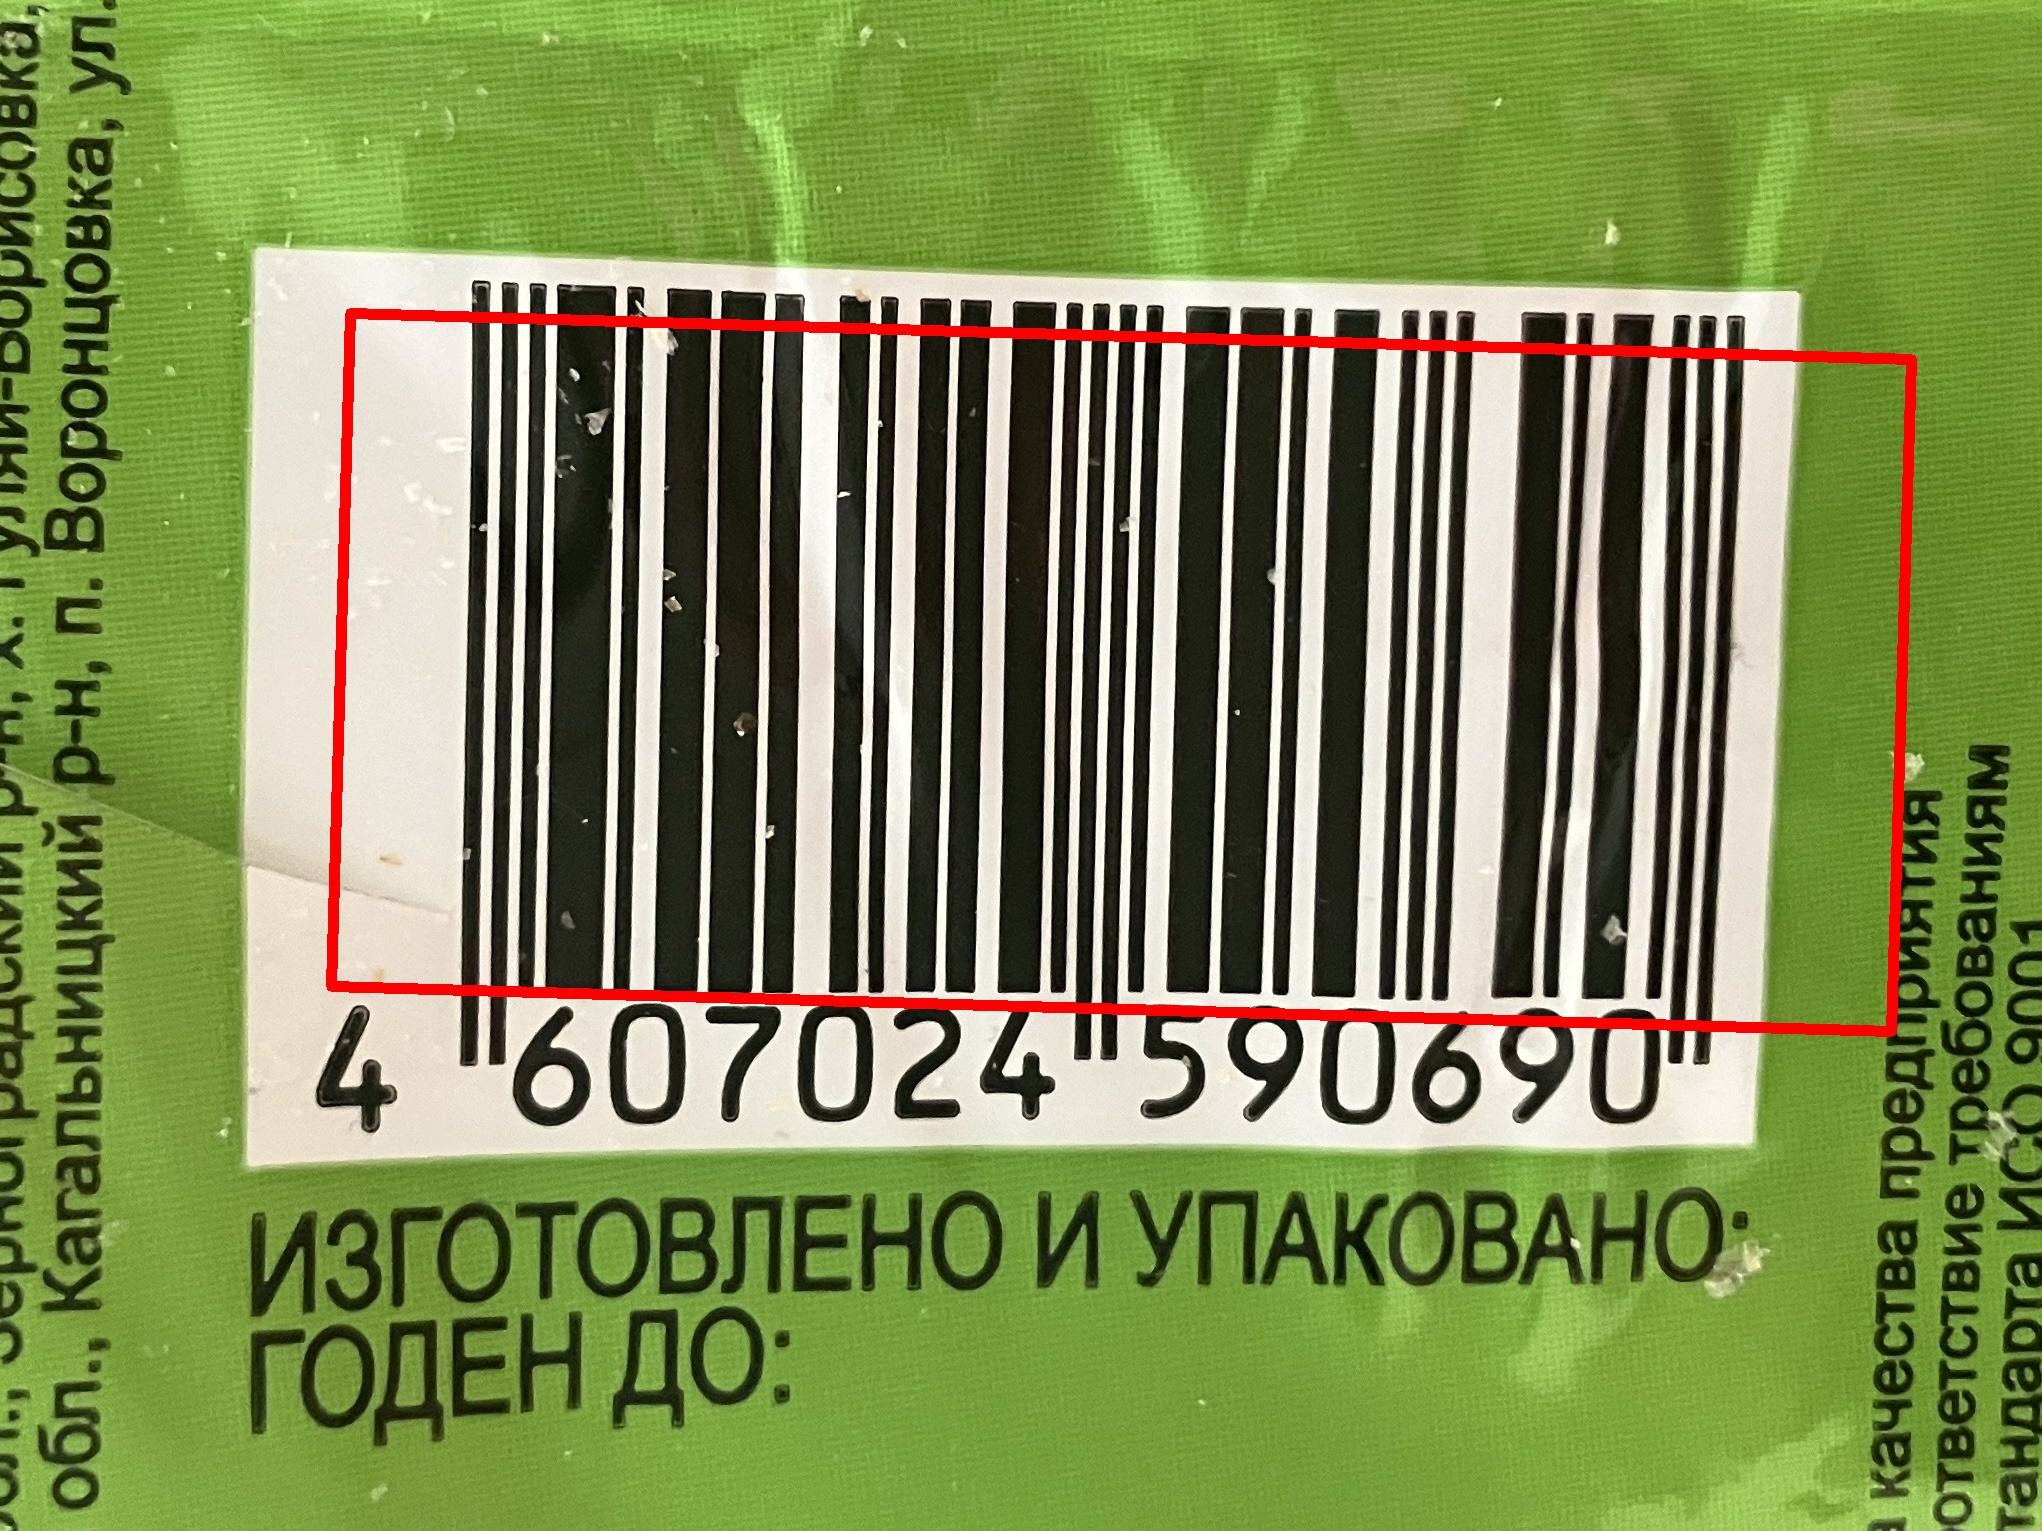 обл., Зерноградский р-н, х. Гуляй-Борисовка,
обл., Кагальницкий р-н, п. Воронцовка, ул.
4 607024 590690
ИЗГОТОВЛЕНО И УПАКОВАНО:
ГОДЕН ДО:
качества предприятия
ответствие требованиям
тандарта ИСО 9001